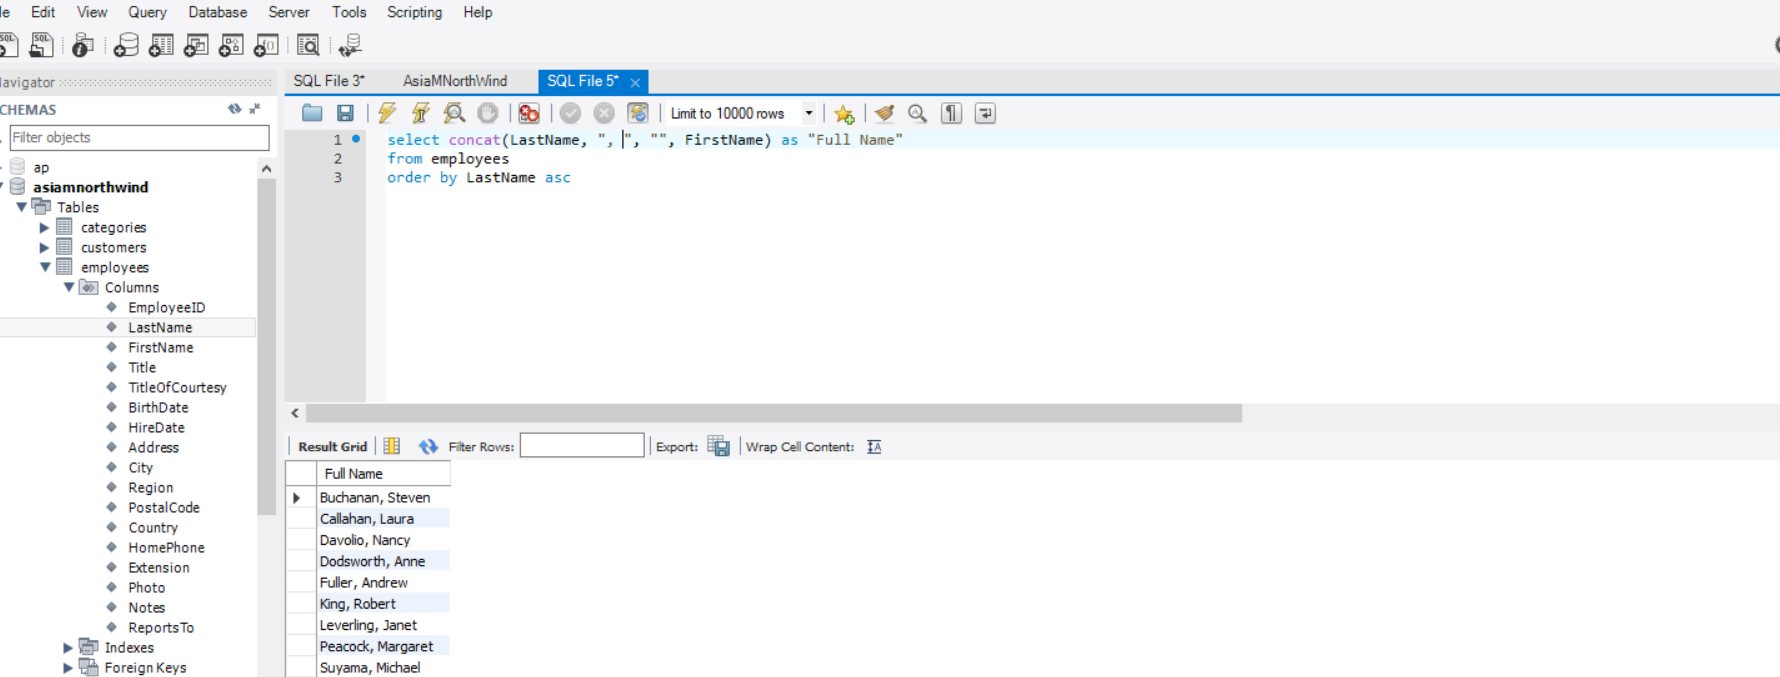 le Edit View Query Database Server Tools Scripting Help
Navigator
SQL File 3* AsiaMNorthWind SQL File 5*
CHEMAS
Filter objects
Limit to 10000 rows
1 select concat(LastName, ", ", "", FirstName) as "Full Name"
2 from employees
3 order by LastName asc
ap
asiamnorthwind
Tables
categories
customers
employees
Columns
EmployeeID
LastName
FirstName
Title
TitleOfCourtesy
BirthDate
HireDate
Address
City
Region
PostalCode
Country
HomePhone
Extension
Photo
Notes
ReportsTo
Indexes
Foreign Keys
Result Grid Filter Rows: Export: Wrap Cell Content:
Full Name
Buchanan, Steven
Callahan, Laura
Davolio, Nancy
Dodsworth, Anne
Fuller, Andrew
King, Robert
Leverling, Janet
Peacock, Margaret
Suyama, Michael